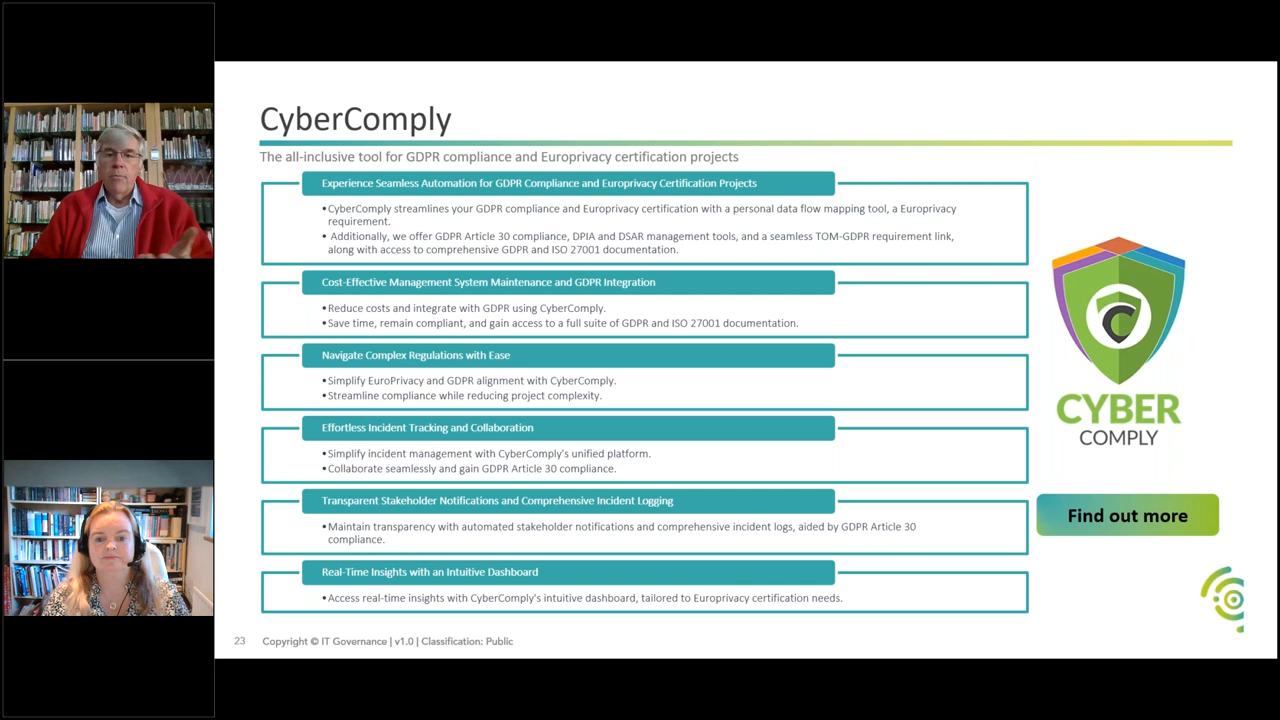 CyberComply
The all-inclusive tool for GDPR compliance and Europrivacy certification projects
Experience Seamless Automation for GDPR Compliance and Europrivacy Certification Projects
•CyberComply streamlines your GDPR compliance and Europrivacy certification with a personal data flow mapping tool, a Europrivacy
requirement.
• Additionally, we offer GDPR Article 30 compliance, DPIA and DSAR management tools, and a seamless TOM-GDPR requirement link,
along with access to comprehensive GDPR and ISO 27001 documentation.
Cost-Effective Management System Maintenance and GDPR Integration
•Reduce costs and integrate with GDPR using CyberComply.
•Save time, remain compliant, and gain access to a full suite of GDPR and ISO 27001 documentation.
Navigate Complex Regulations with Ease
•Simplify EuroPrivacy and GDPR alignment with CyberComply.
•Streamline compliance while reducing project complexity.
Effortless Incident Tracking and Collaboration
•Simplify incident management with CyberComply's unified platform.
•Collaborate seamlessly and gain GDPR Article 30 compliance.
Transparent Stakeholder Notifications and Comprehensive Incident Logging
•Maintain transparency with automated stakeholder notifications and comprehensive incident logs, aided by GDPR Article 30
compliance.
Real-Time Insights with an Intuitive Dashboard
•Access real-time insights with CyberComply's intuitive dashboard, tailored to Europrivacy certification needs.
CYBER
COMPLY
Find out more
23 Copyright © IT Governance | v1.0 | Classification: Public